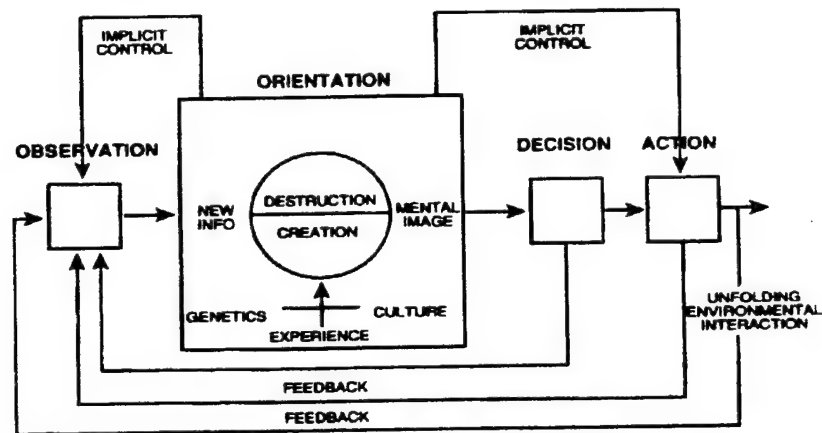 IMPLICIT
CONTROL
IMPLICIT
CONTROL
ORIENTATION
OBSERVATION
DECISION
ACTION
NEW
INFO
DESTRUCTION
CREATION
MENTAL
IMAGE
GENETICS
CULTURE
EXPERIENCE
UNFOLDING
ENVIRONMENTAL
INTERACTION
FEEDBACK
FEEDBACK